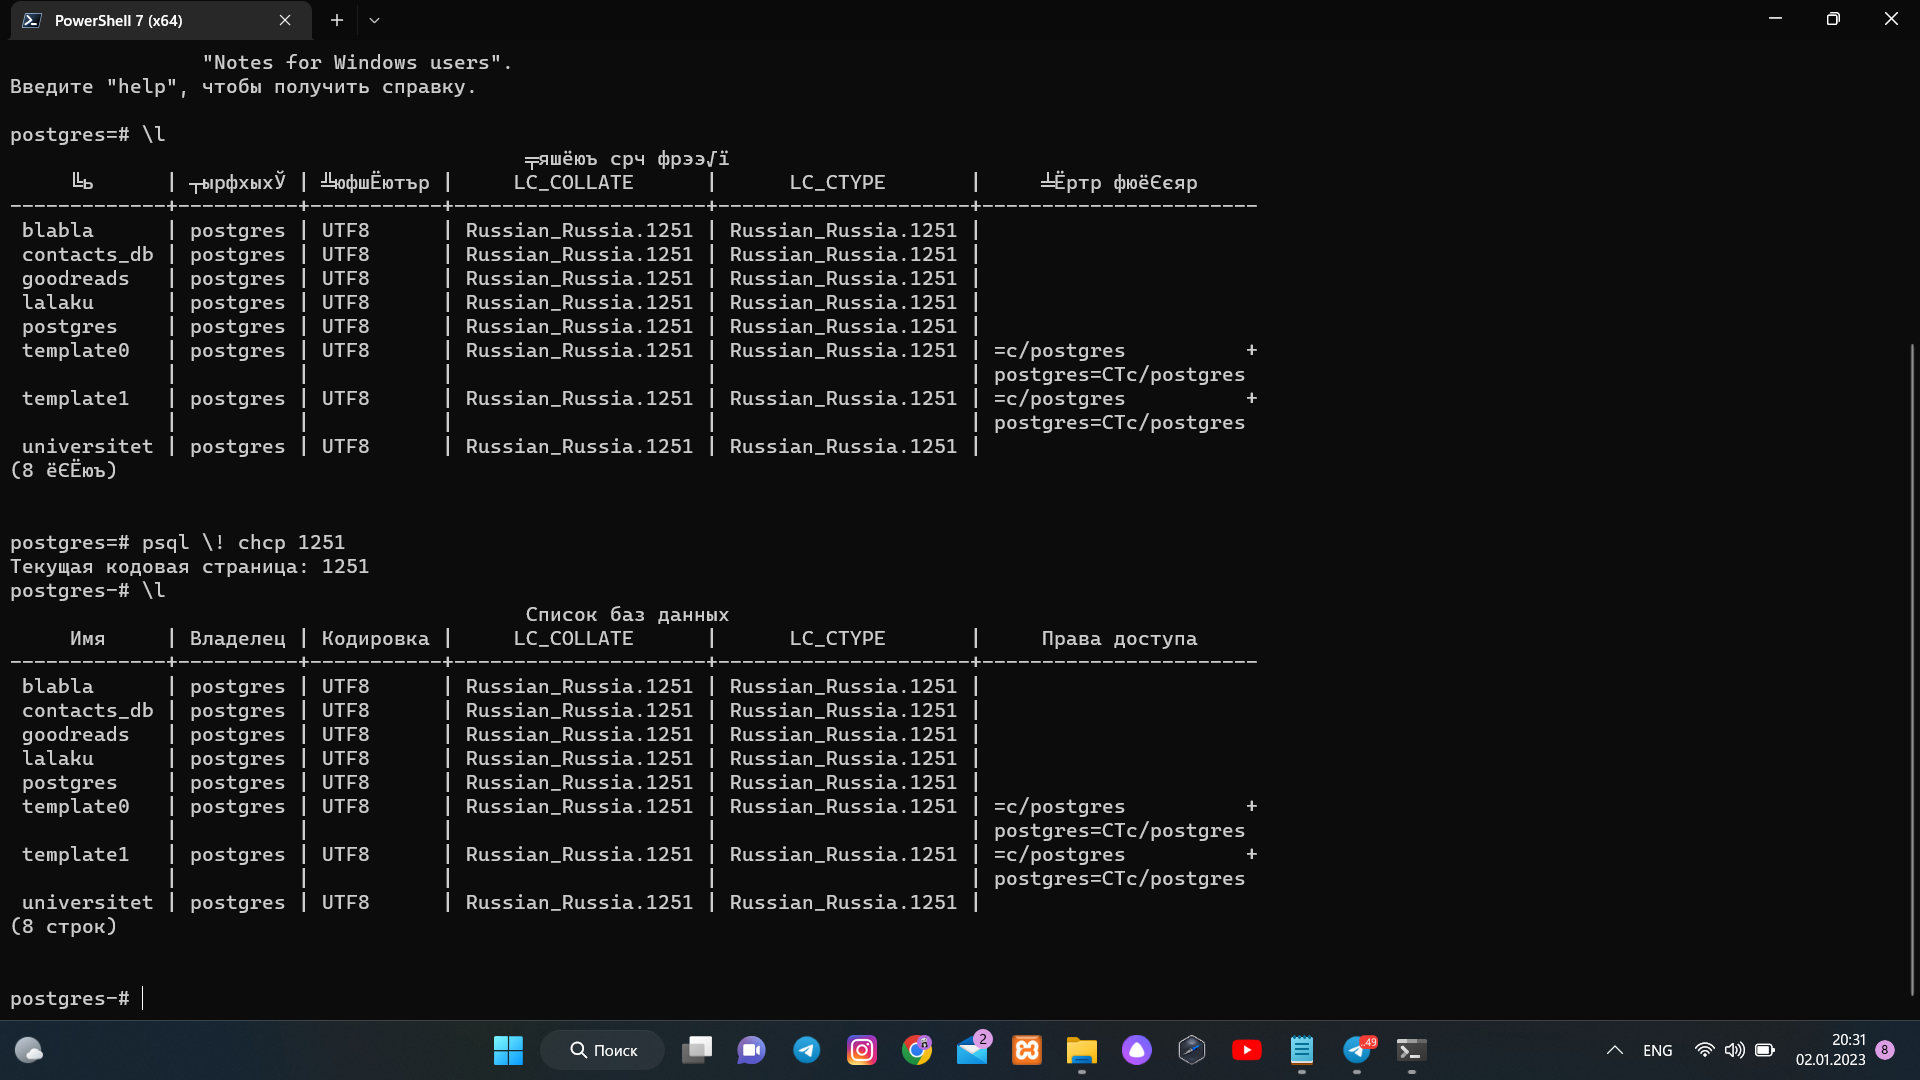 PowerShell 7 (x64)
"Notes for Windows users".
Введите "help", чтобы получить справку.
postgres=# \l
╤яшёюъ срч фрээ√ї
╚ь | ┬ырфхыхЎ | ╩юфшЁютър | LC_COLLATE | LC_CTYPE | ╧Ёртр фюёЄєяр
-------------+----------+-----------+---------------------+---------------------+-----------------------
blabla | postgres | UTF8 | Russian_Russia.1251 | Russian_Russia.1251 |
contacts_db | postgres | UTF8 | Russian_Russia.1251 | Russian_Russia.1251 |
goodreads | postgres | UTF8 | Russian_Russia.1251 | Russian_Russia.1251 |
lalaku | postgres | UTF8 | Russian_Russia.1251 | Russian_Russia.1251 |
postgres | postgres | UTF8 | Russian_Russia.1251 | Russian_Russia.1251 |
template0 | postgres | UTF8 | Russian_Russia.1251 | Russian_Russia.1251 | =c/postgres +
| | | | | postgres=CTc/postgres
template1 | postgres | UTF8 | Russian_Russia.1251 | Russian_Russia.1251 | =c/postgres +
| | | | | postgres=CTc/postgres
universitet | postgres | UTF8 | Russian_Russia.1251 | Russian_Russia.1251 |
(8 ёЄЁюъ)
postgres=# psql \! chcp 1251
Текущая кодовая страница: 1251
postgres-# \l
Список баз данных
Имя | Владелец | Кодировка | LC_COLLATE | LC_CTYPE | Права доступа
-------------+----------+-----------+---------------------+---------------------+-----------------------
blabla | postgres | UTF8 | Russian_Russia.1251 | Russian_Russia.1251 |
contacts_db | postgres | UTF8 | Russian_Russia.1251 | Russian_Russia.1251 |
goodreads | postgres | UTF8 | Russian_Russia.1251 | Russian_Russia.1251 |
lalaku | postgres | UTF8 | Russian_Russia.1251 | Russian_Russia.1251 |
postgres | postgres | UTF8 | Russian_Russia.1251 | Russian_Russia.1251 |
template0 | postgres | UTF8 | Russian_Russia.1251 | Russian_Russia.1251 | =c/postgres +
| | | | | postgres=CTc/postgres
template1 | postgres | UTF8 | Russian_Russia.1251 | Russian_Russia.1251 | =c/postgres +
| | | | | postgres=CTc/postgres
universitet | postgres | UTF8 | Russian_Russia.1251 | Russian_Russia.1251 |
(8 строк)
postgres-#
Поиск
2
49
ENG
20:31
02.01.2023
8